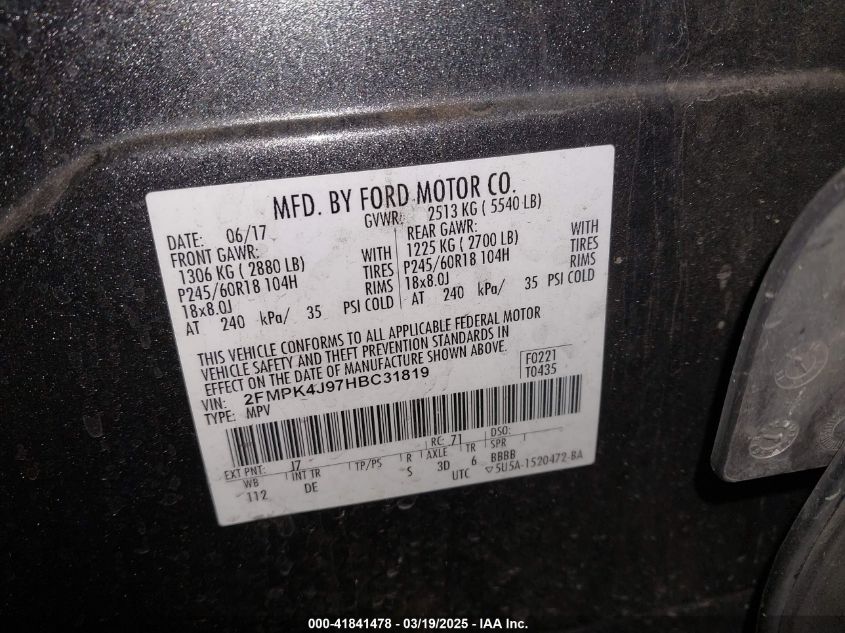 MFD. BY FORD MOTOR CO.
DATE: 06/17 GVWR: 2513 KG ( 5540 LB)
FRONT GAWR: REAR GAWR:
1306 KG ( 2880 LB) WITH 1225 KG ( 2700 LB) WITH
P245/60R18 104H TIRES P245/60R18 104H TIRES
18x8.0J RIMS 18x8.0J RIMS
AT 240 kPa/ 35 PSI COLD AT 240 kPa/ 35 PSI COLD
THIS VEHICLE CONFORMS TO ALL APPLICABLE FEDERAL MOTOR
VEHICLE SAFETY AND THEFT PREVENTION STANDARDS IN
EFFECT ON THE DATE OF MANUFACTURE SHOWN ABOVE.
F0221
T0435
VIN: 2FMPK4J97HBC31819
TYPE: MPV
EXT PNT: J7 RC: 71 DSO:
WB INT TR TP/PS R AXLE TR SPR
112 DE S 3D 6 BBBB
UTC ▽5U5A-1520472-BA
000-41841478 - 03/19/2025 - IAA Inc.